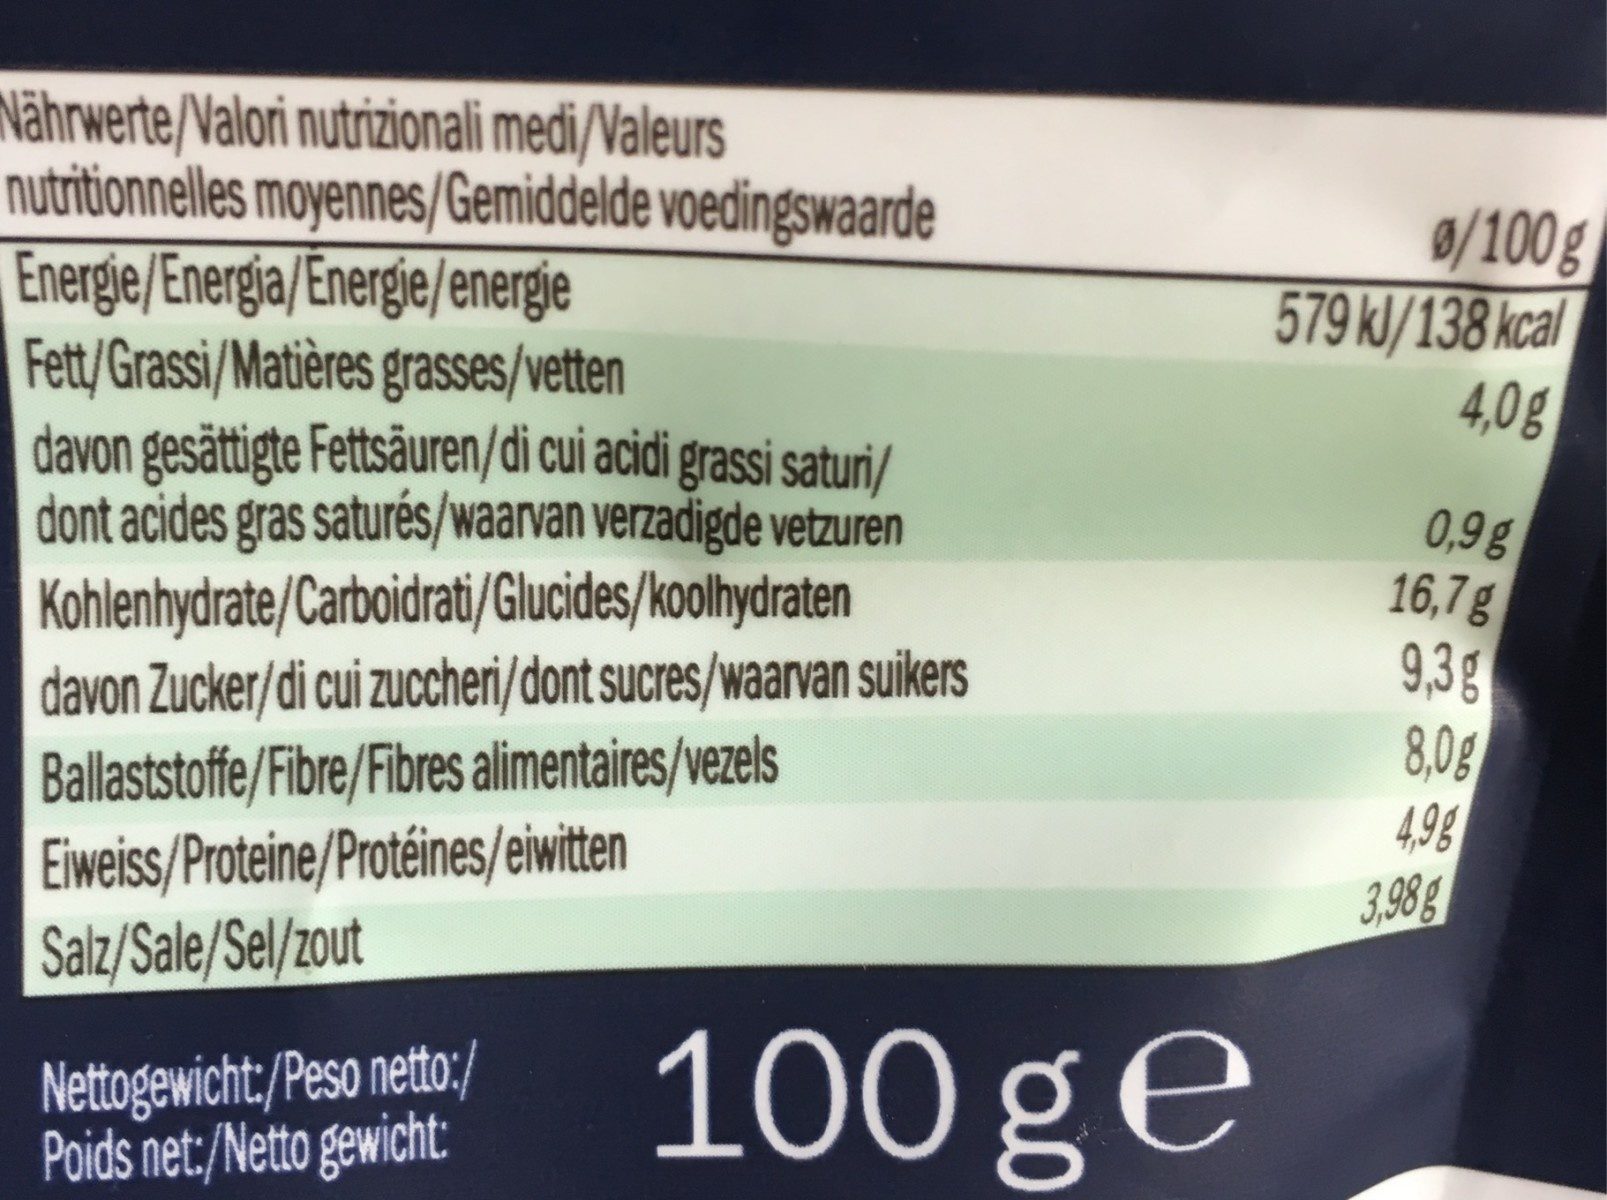 Nährwerte/Valori nutrizionali medi/Valeurs
nutritionnelles moyennes/Gemiddelde voedingswaarde ø/100g
Energie/Energia/Énergie/energie 579 kJ/138 kcal
Fett/Grassi/Matières grasses/vetten 4,0g
davon gesättigte Fettsäuren/di cui acidi grassi saturi/
dont acides gras saturés/waarvan verzadigde vetzuren 0,9g
Kohlenhydrate/Carboidrati/Glucides/koolhydraten 16,7g
davon Zucker/di cui zuccheri/dont sucres/waarvan suikers 9,3g
Ballaststoffe/Fibre/Fibres alimentaires/vezels 8,0g
Eiweiss/Proteine/Protéines/eiwitten 4,9g
Salz/Sale/Sel/zout 3,98g
Nettogewicht:/Peso netto:/
Poids net:/Netto gewicht:
100 g e